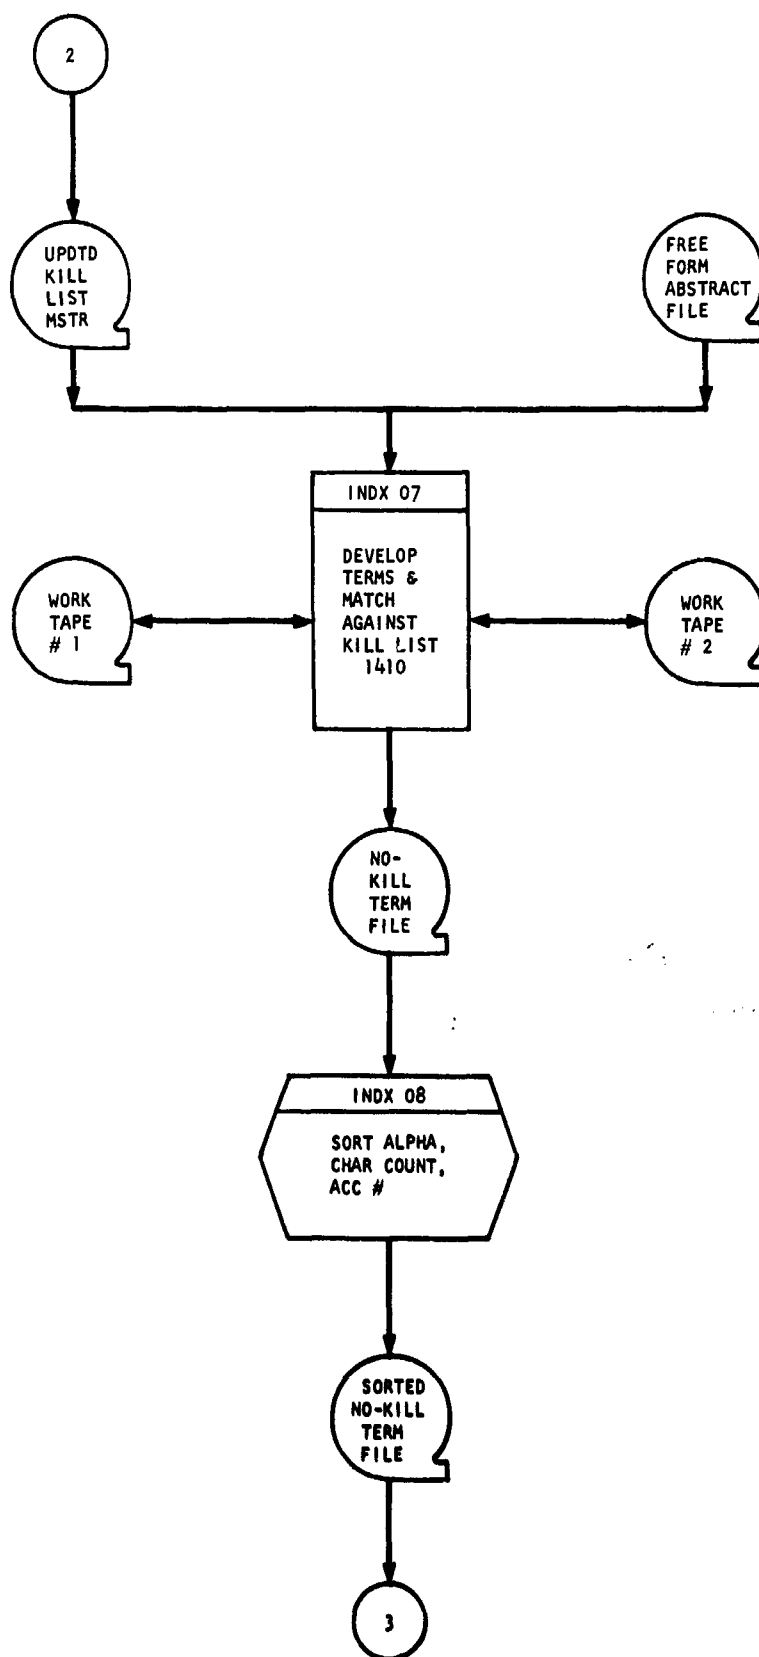 2
UPDTD
KILL
LIST
MSTR
FREE
FORM
ABSTRACT
FILE
INDX 07
DEVELOP
TERMS &
MATCH
AGAINST
KILL LIST
1410
WORK
TAPE
# 1
WORK
TAPE
# 2
NO-
KILL
TERM
FILE
INDX 08
SORT ALPHA,
CHAR COUNT,
ACC #
SORTED
NO-KILL
TERM
FILE
3